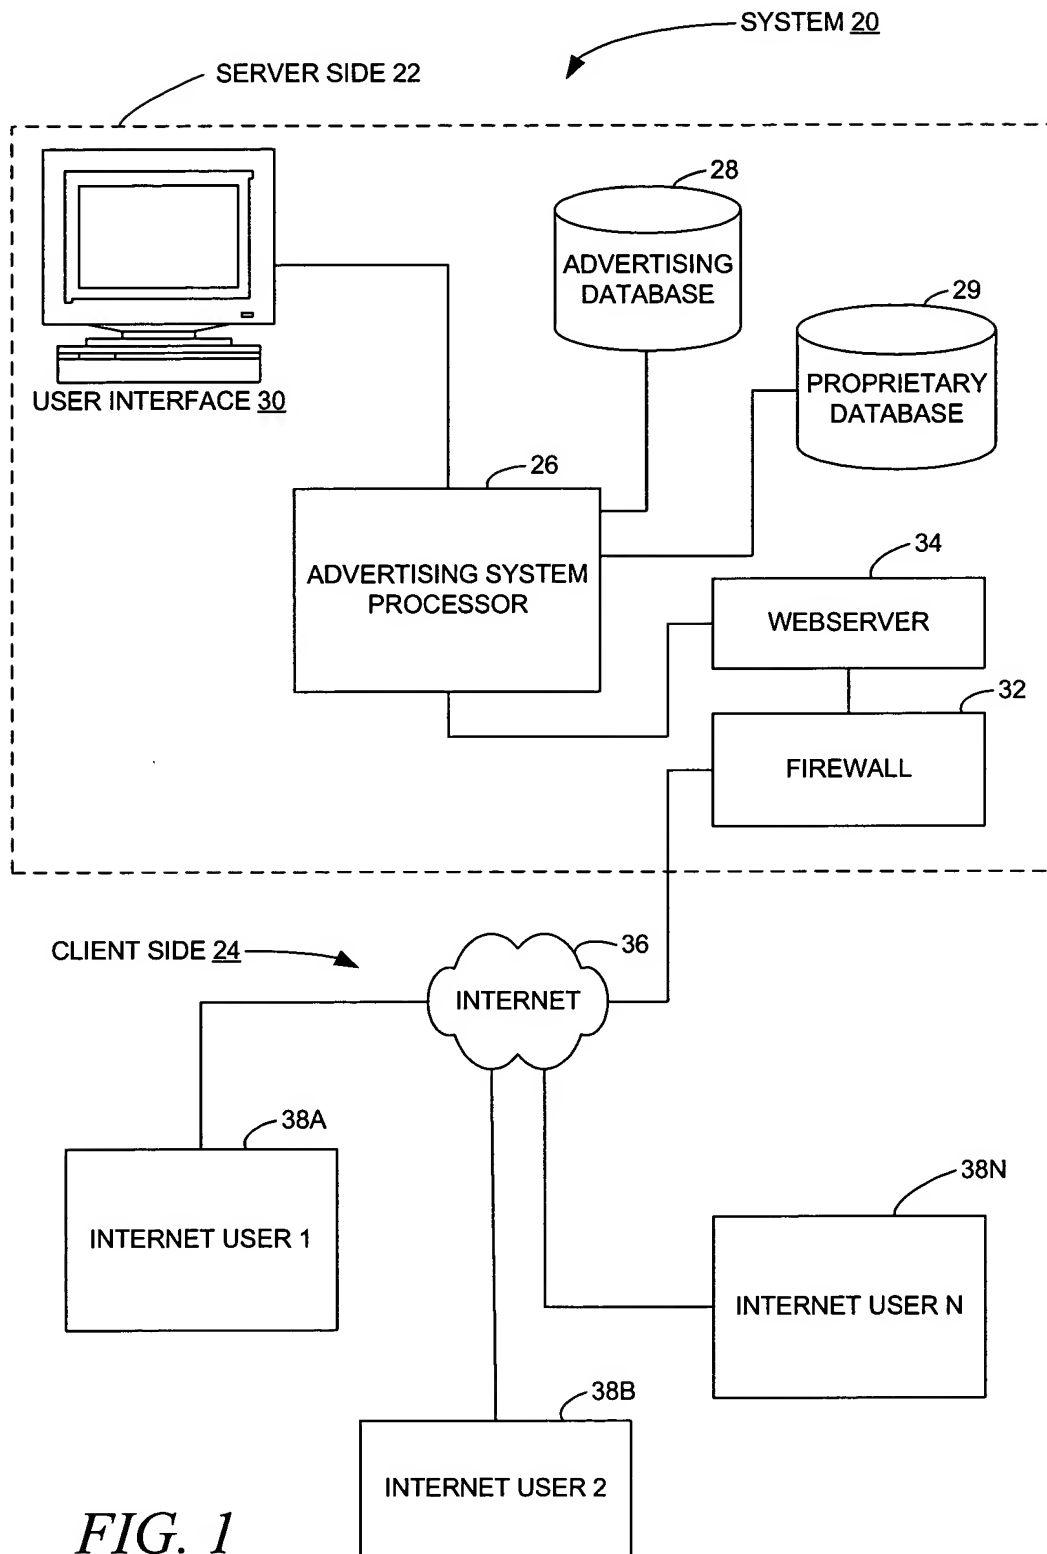 SYSTEM 20
SERVER SIDE 22
28
ADVERTISING
DATABASE
29
PROPRIETARY
DATABASE
USER INTERFACE 30
26
ADVERTISING SYSTEM
PROCESSOR
34
WEBSERVER
32
FIREWALL
CLIENT SIDE 24
36
INTERNET
38A
INTERNET USER 1
38N
INTERNET USER N
38B
INTERNET USER 2
FIG. 1